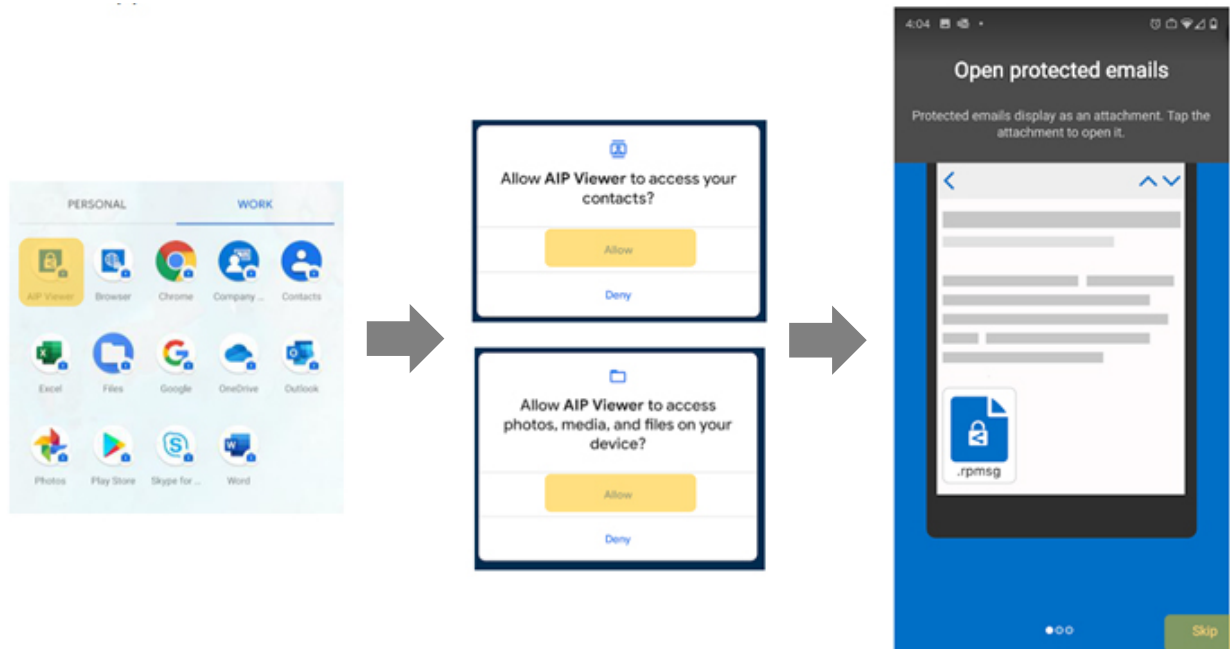 PERSONAL WORK
AIP Viewer Browser Chrome Company ... Contacts
Excel Files Google OneDrive Outlook
Photos Play Store Skype for ... Word
Allow AIP Viewer to access your
contacts?
Allow
Deny
Allow AIP Viewer to access
photos, media, and files on your
device?
Allow
Deny
4:04
Open protected emails
Protected emails display as an attachment. Tap the
attachment to open it.
.rpmsg
Skip